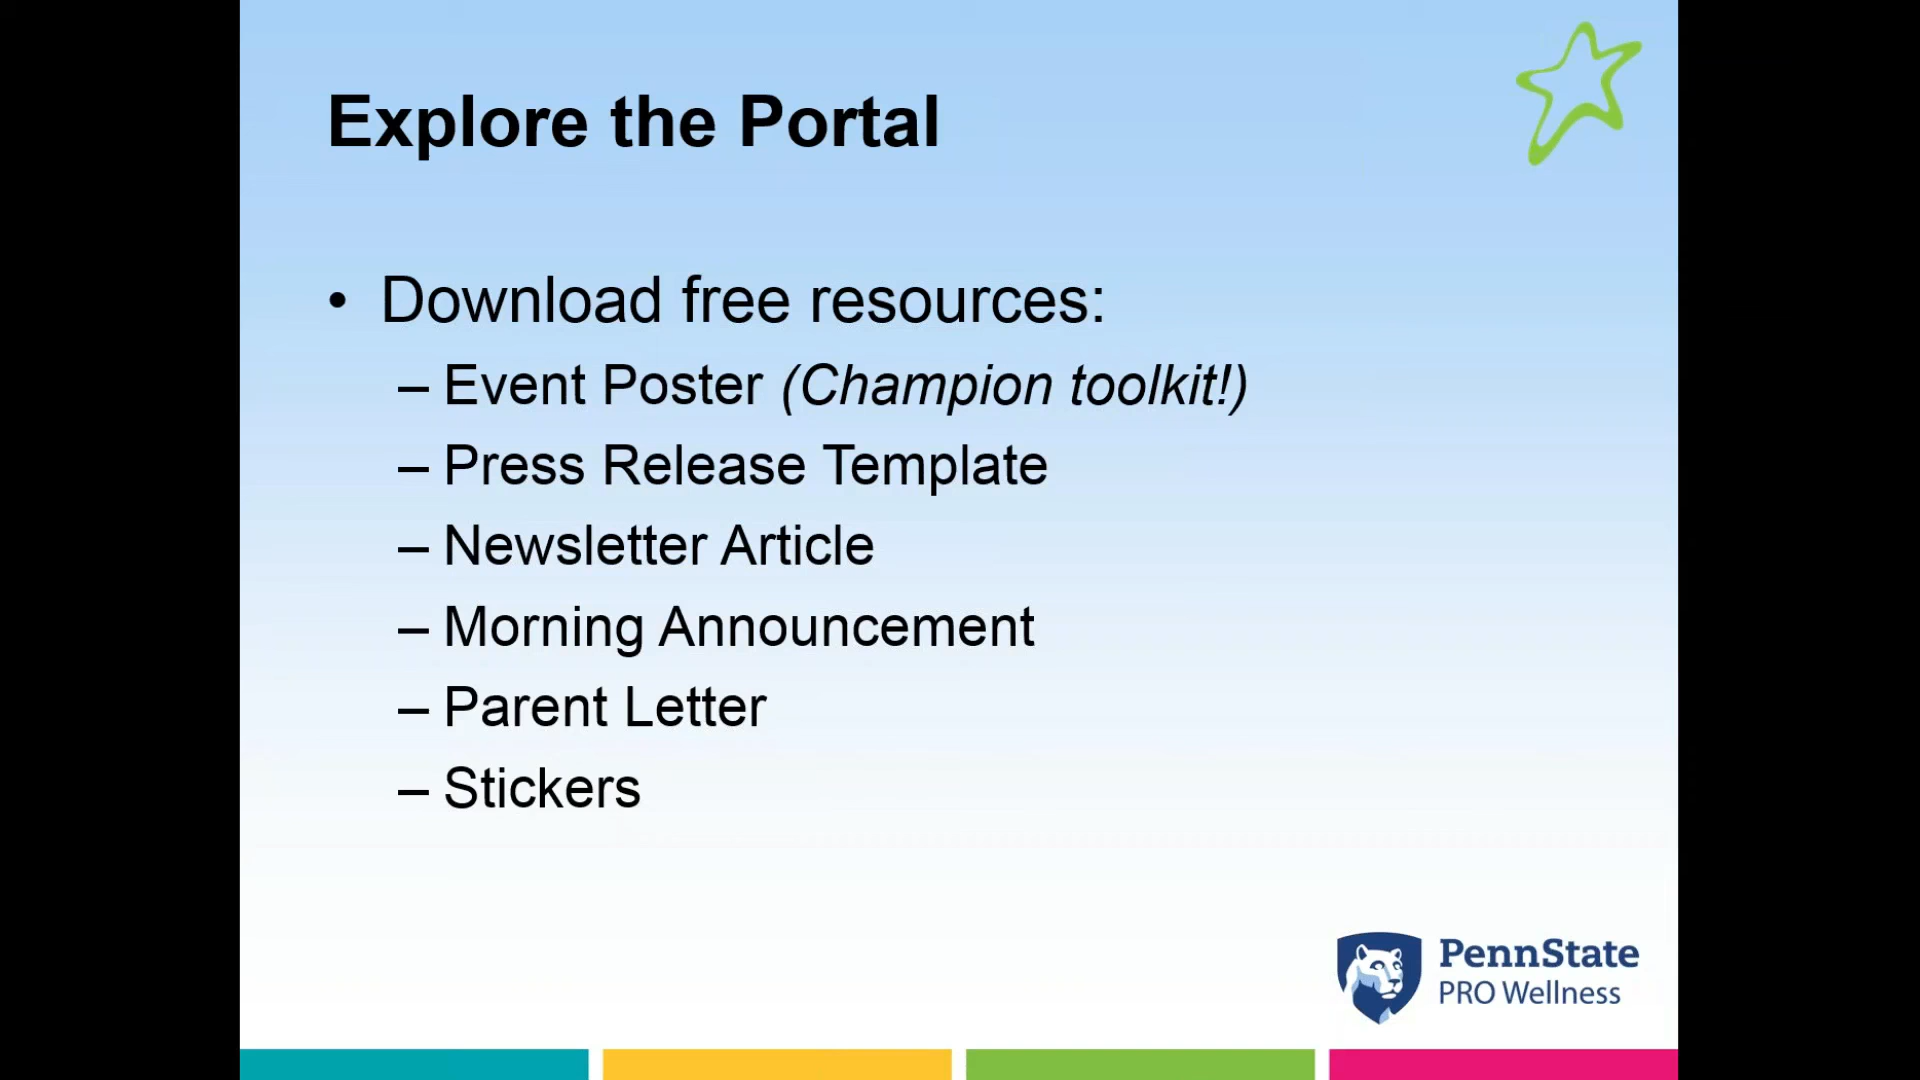 Explore the Portal
• Download free resources:
– Event Poster (Champion toolkit!)
– Press Release Template
– Newsletter Article
– Morning Announcement
– Parent Letter
– Stickers
PennState
PRO Wellness